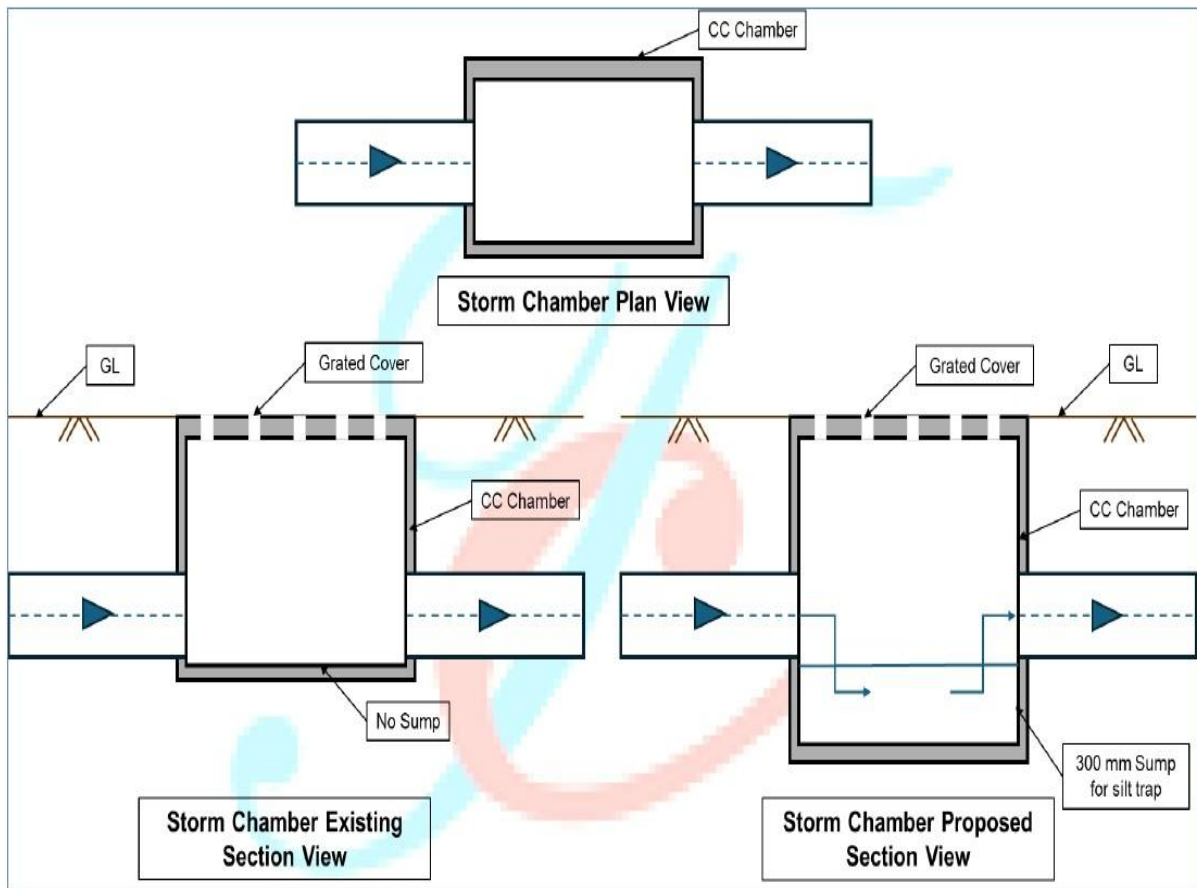 CC Chamber
Storm Chamber Plan View
GL
Grated Cover
Grated Cover
GL
CC Chamber
CC Chamber
No Sump
300 mm Sump
for silt trap
Storm Chamber Existing
Section View
Storm Chamber Proposed
Section View